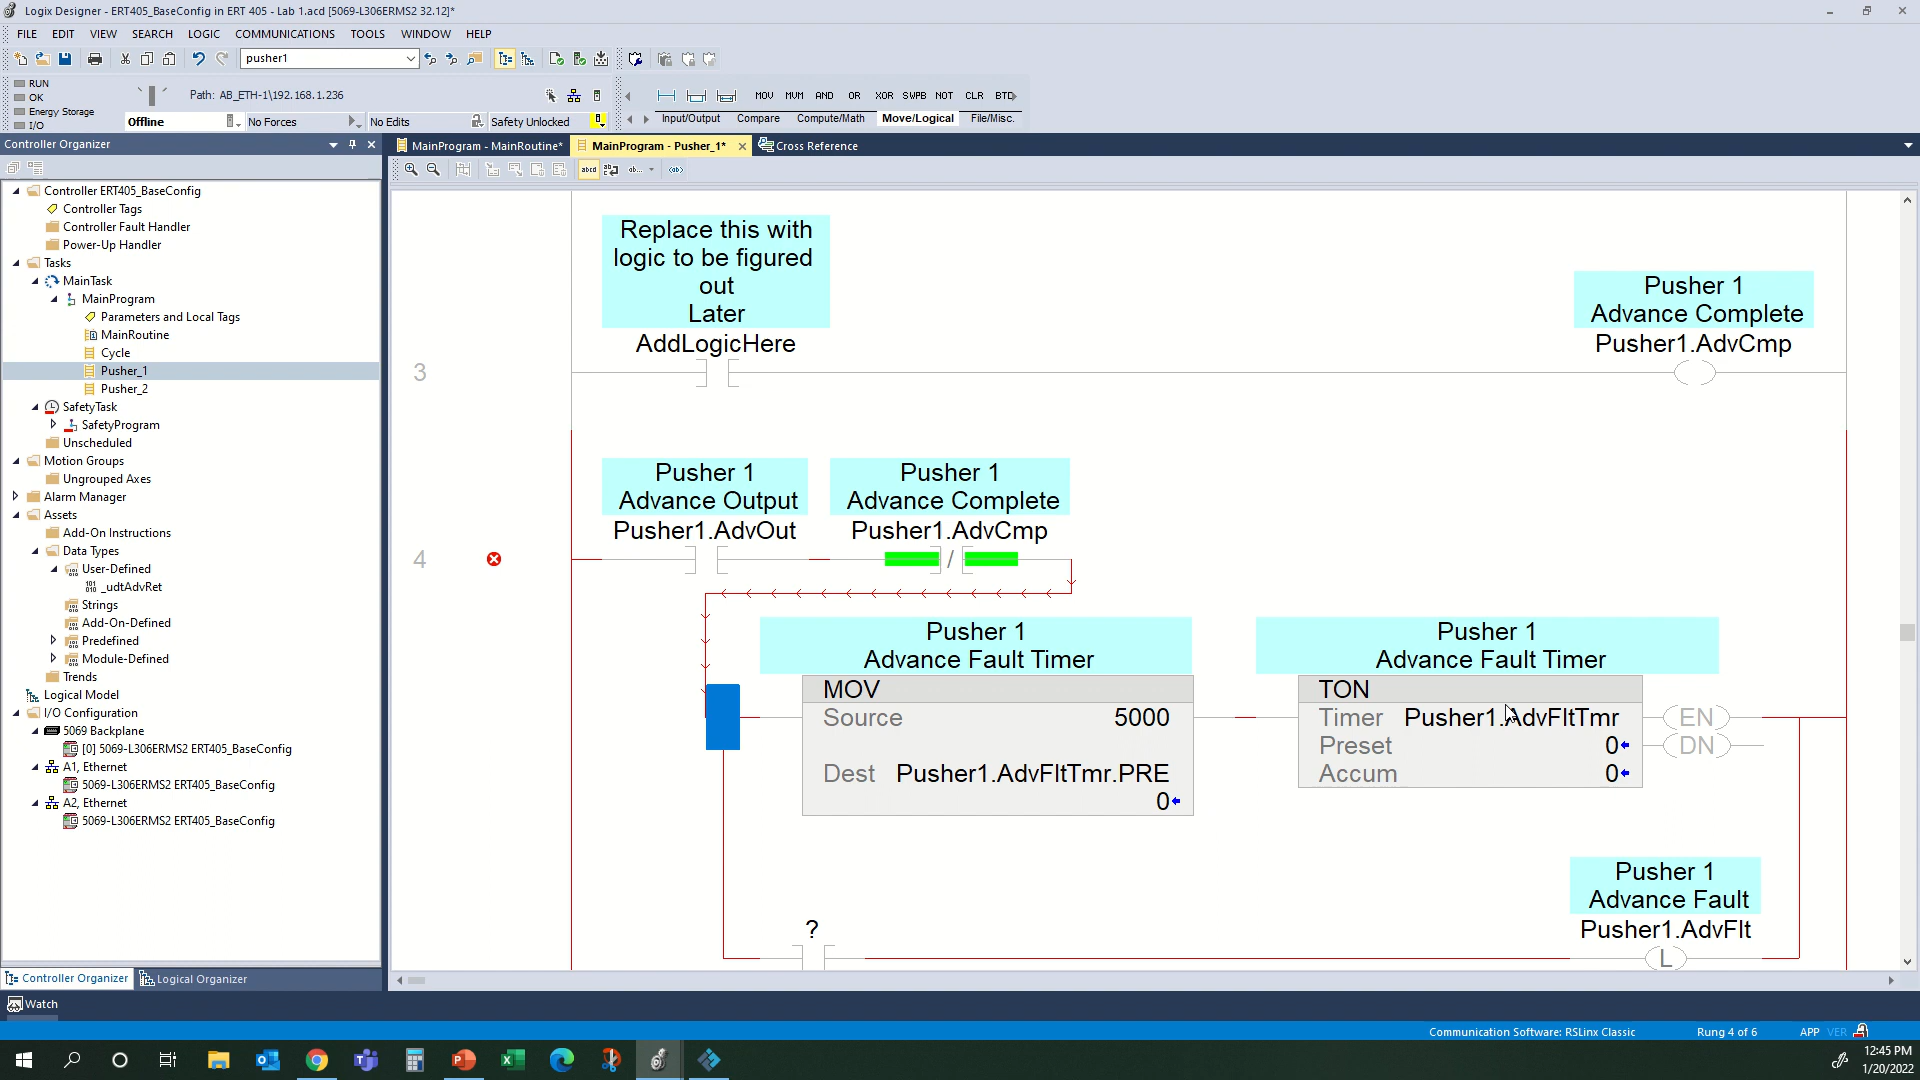 Logix Designer - ERT405_BaseConfig in ERT 405 - Lab 1.acd [5069-L306ERMS2 32.12]*
FILE EDIT VIEW SEARCH LOGIC COMMUNICATIONS TOOLS WINDOW HELP
pusher1
RUN
OK
Energy Storage
I/O
Path: AB_ETH-1\192.168.1.236
Offline No Forces No Edits Safety Unlocked
MOV MVM AND OR XOR SWPB NOT CLR BTD
Input/Output Compare Compute/Math Move/Logical File/Misc.
Controller Organizer
MainProgram - MainRoutine* MainProgram - Pusher_1* Cross Reference
Controller ERT405_BaseConfig
Controller Tags
Controller Fault Handler
Power-Up Handler
Tasks
MainTask
MainProgram
Parameters and Local Tags
MainRoutine
Cycle
Pusher_1
Pusher_2
SafetyTask
SafetyProgram
Unscheduled
Motion Groups
Ungrouped Axes
Alarm Manager
Assets
Add-On Instructions
Data Types
User-Defined
_udtAdvRet
Strings
Add-On-Defined
Predefined
Module-Defined
Trends
Logical Model
I/O Configuration
5069 Backplane
[0] 5069-L306ERMS2 ERT405_BaseConfig
A1, Ethernet
5069-L306ERMS2 ERT405_BaseConfig
A2, Ethernet
5069-L306ERMS2 ERT405_BaseConfig
Controller Organizer Logical Organizer
abcd ab... <ab>
Replace this with
logic to be figured
out
Later
AddLogicHere
Pusher 1
Advance Complete
Pusher1.AdvCmp
3
Pusher 1
Advance Output
Pusher1.AdvOut
Pusher 1
Advance Complete
Pusher1.AdvCmp
4
/
Pusher 1
Advance Fault Timer
MOV
Source 5000
Dest Pusher1.AdvFltTmr.PRE
0
Pusher 1
Advance Fault Timer
TON
Timer Pusher1.AdvFltTmr
Preset 0
Accum 0
EN
DN
?
Pusher 1
Advance Fault
Pusher1.AdvFlt
L
Watch
Communication Software: RSLinx Classic Rung 4 of 6 APP VER
12:45 PM
1/20/2022